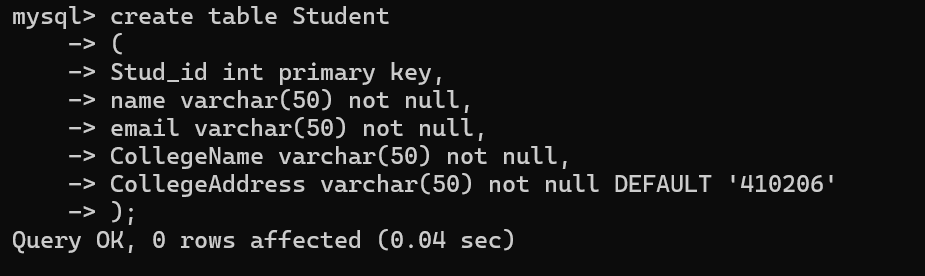 mysql> create table Student
    -> (
    -> Stud_id int primary key,
    -> name varchar(50) not null,
    -> email varchar(50) not null,
    -> CollegeName varchar(50) not null,
    -> CollegeAddress varchar(50) not null DEFAULT '410206'
    -> );
Query OK, 0 rows affected (0.04 sec)